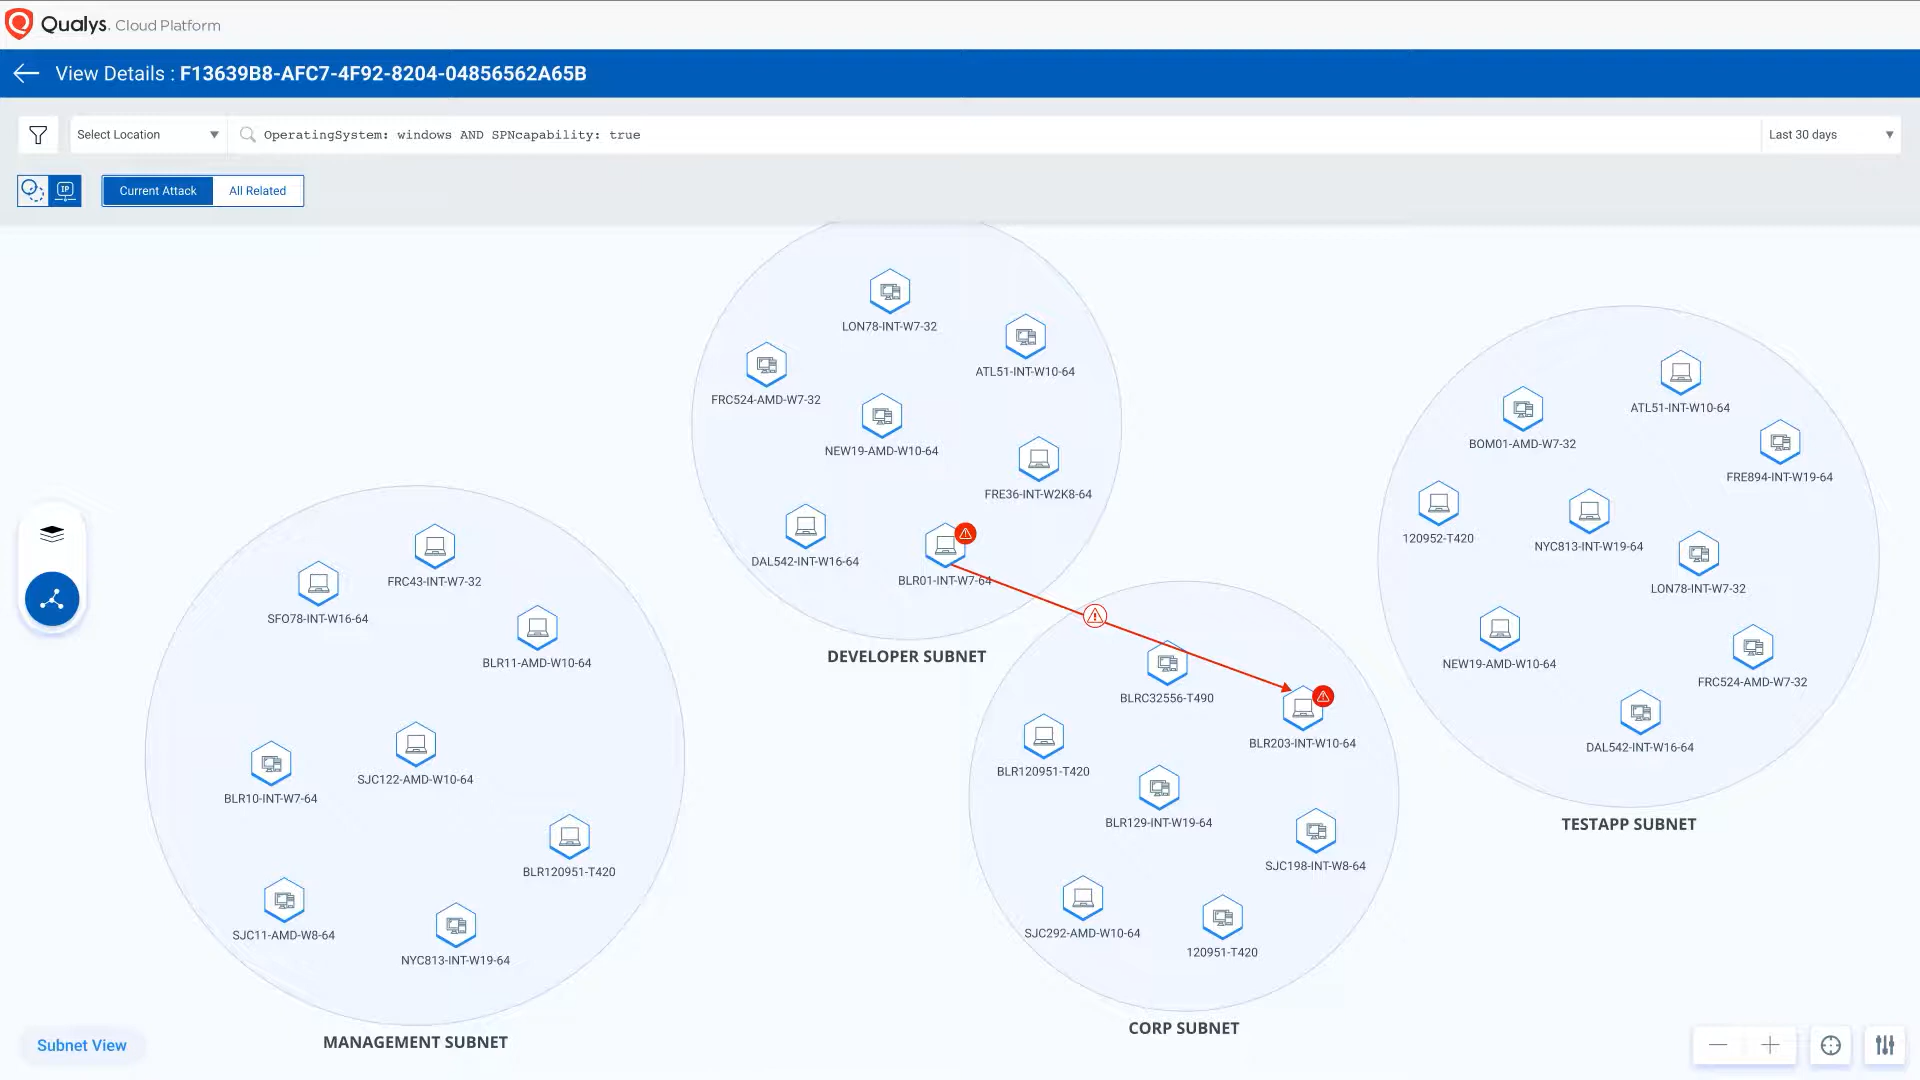 Qualys. Cloud Platform
View Details : F13639B8-AFC7-4F92-8204-04856562A65B
Select Location
OperatingSystem: windows AND SPNcapability: true
Last 30 days
IP
Current Attack
All Related
LON78-INT-W7-32
ATL51-INT-W10-64
FRC524-AMD-W7-32
NEW19-AMD-W10-64
FRE36-INT-W2K8-64
DAL542-INT-W16-64
BLR01-INT-W7-64
DEVELOPER SUBNET
ATL51-INT-W10-64
BOM01-AMD-W7-32
FRE894-INT-W19-64
120952-T420
NYC813-INT-W19-64
LON78-INT-W7-32
NEW19-AMD-W10-64
FRC524-AMD-W7-32
DAL542-INT-W16-64
TESTAPP SUBNET
FRC43-INT-W7-32
SFO78-INT-W16-64
BLR11-AMD-W10-64
SJC122-AMD-W10-64
BLR10-INT-W7-64
BLR120951-T420
SJC11-AMD-W8-64
NYC813-INT-W19-64
MANAGEMENT SUBNET
BLRC32556-T490
BLR203-INT-W10-64
BLR120951-T420
BLR129-INT-W19-64
SJC198-INT-W8-64
SJC292-AMD-W10-64
120951-T420
CORP SUBNET
Subnet View